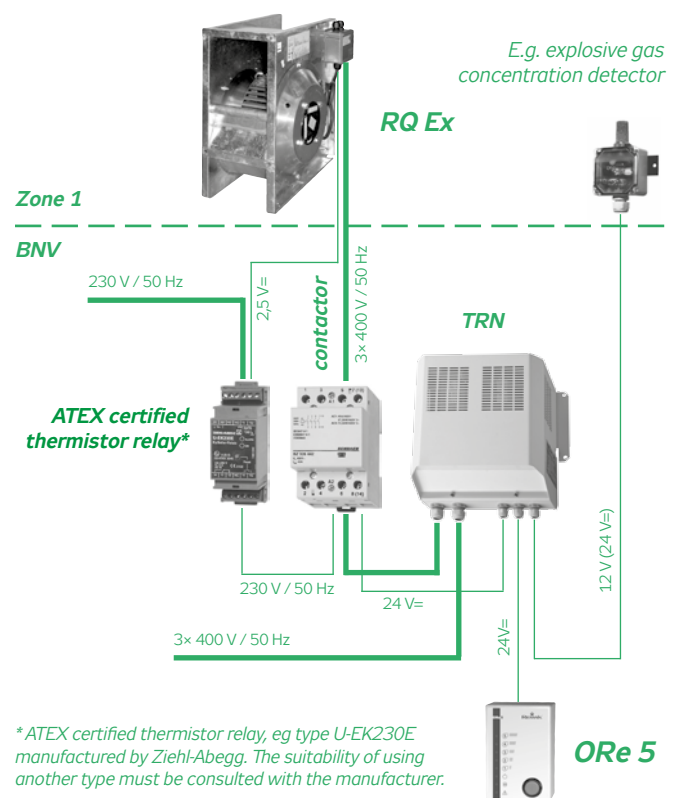 E.g. explosive gas
concentration detector
RQ Ex
Zone 1
BNV
230 V / 50 Hz
2,5 V=
contactor
3× 400 V / 50 Hz
TRN
ATEX certified
thermistor relay*
U-EK230E
12 V (24 V=)
230 V / 50 Hz
24 V=
3× 400 V / 50 Hz
24V=
ORe 5
* ATEX certified thermistor relay, eg type U-EK230E
manufactured by Ziehl-Abegg. The suitability of using
another type must be consulted with the manufacturer.